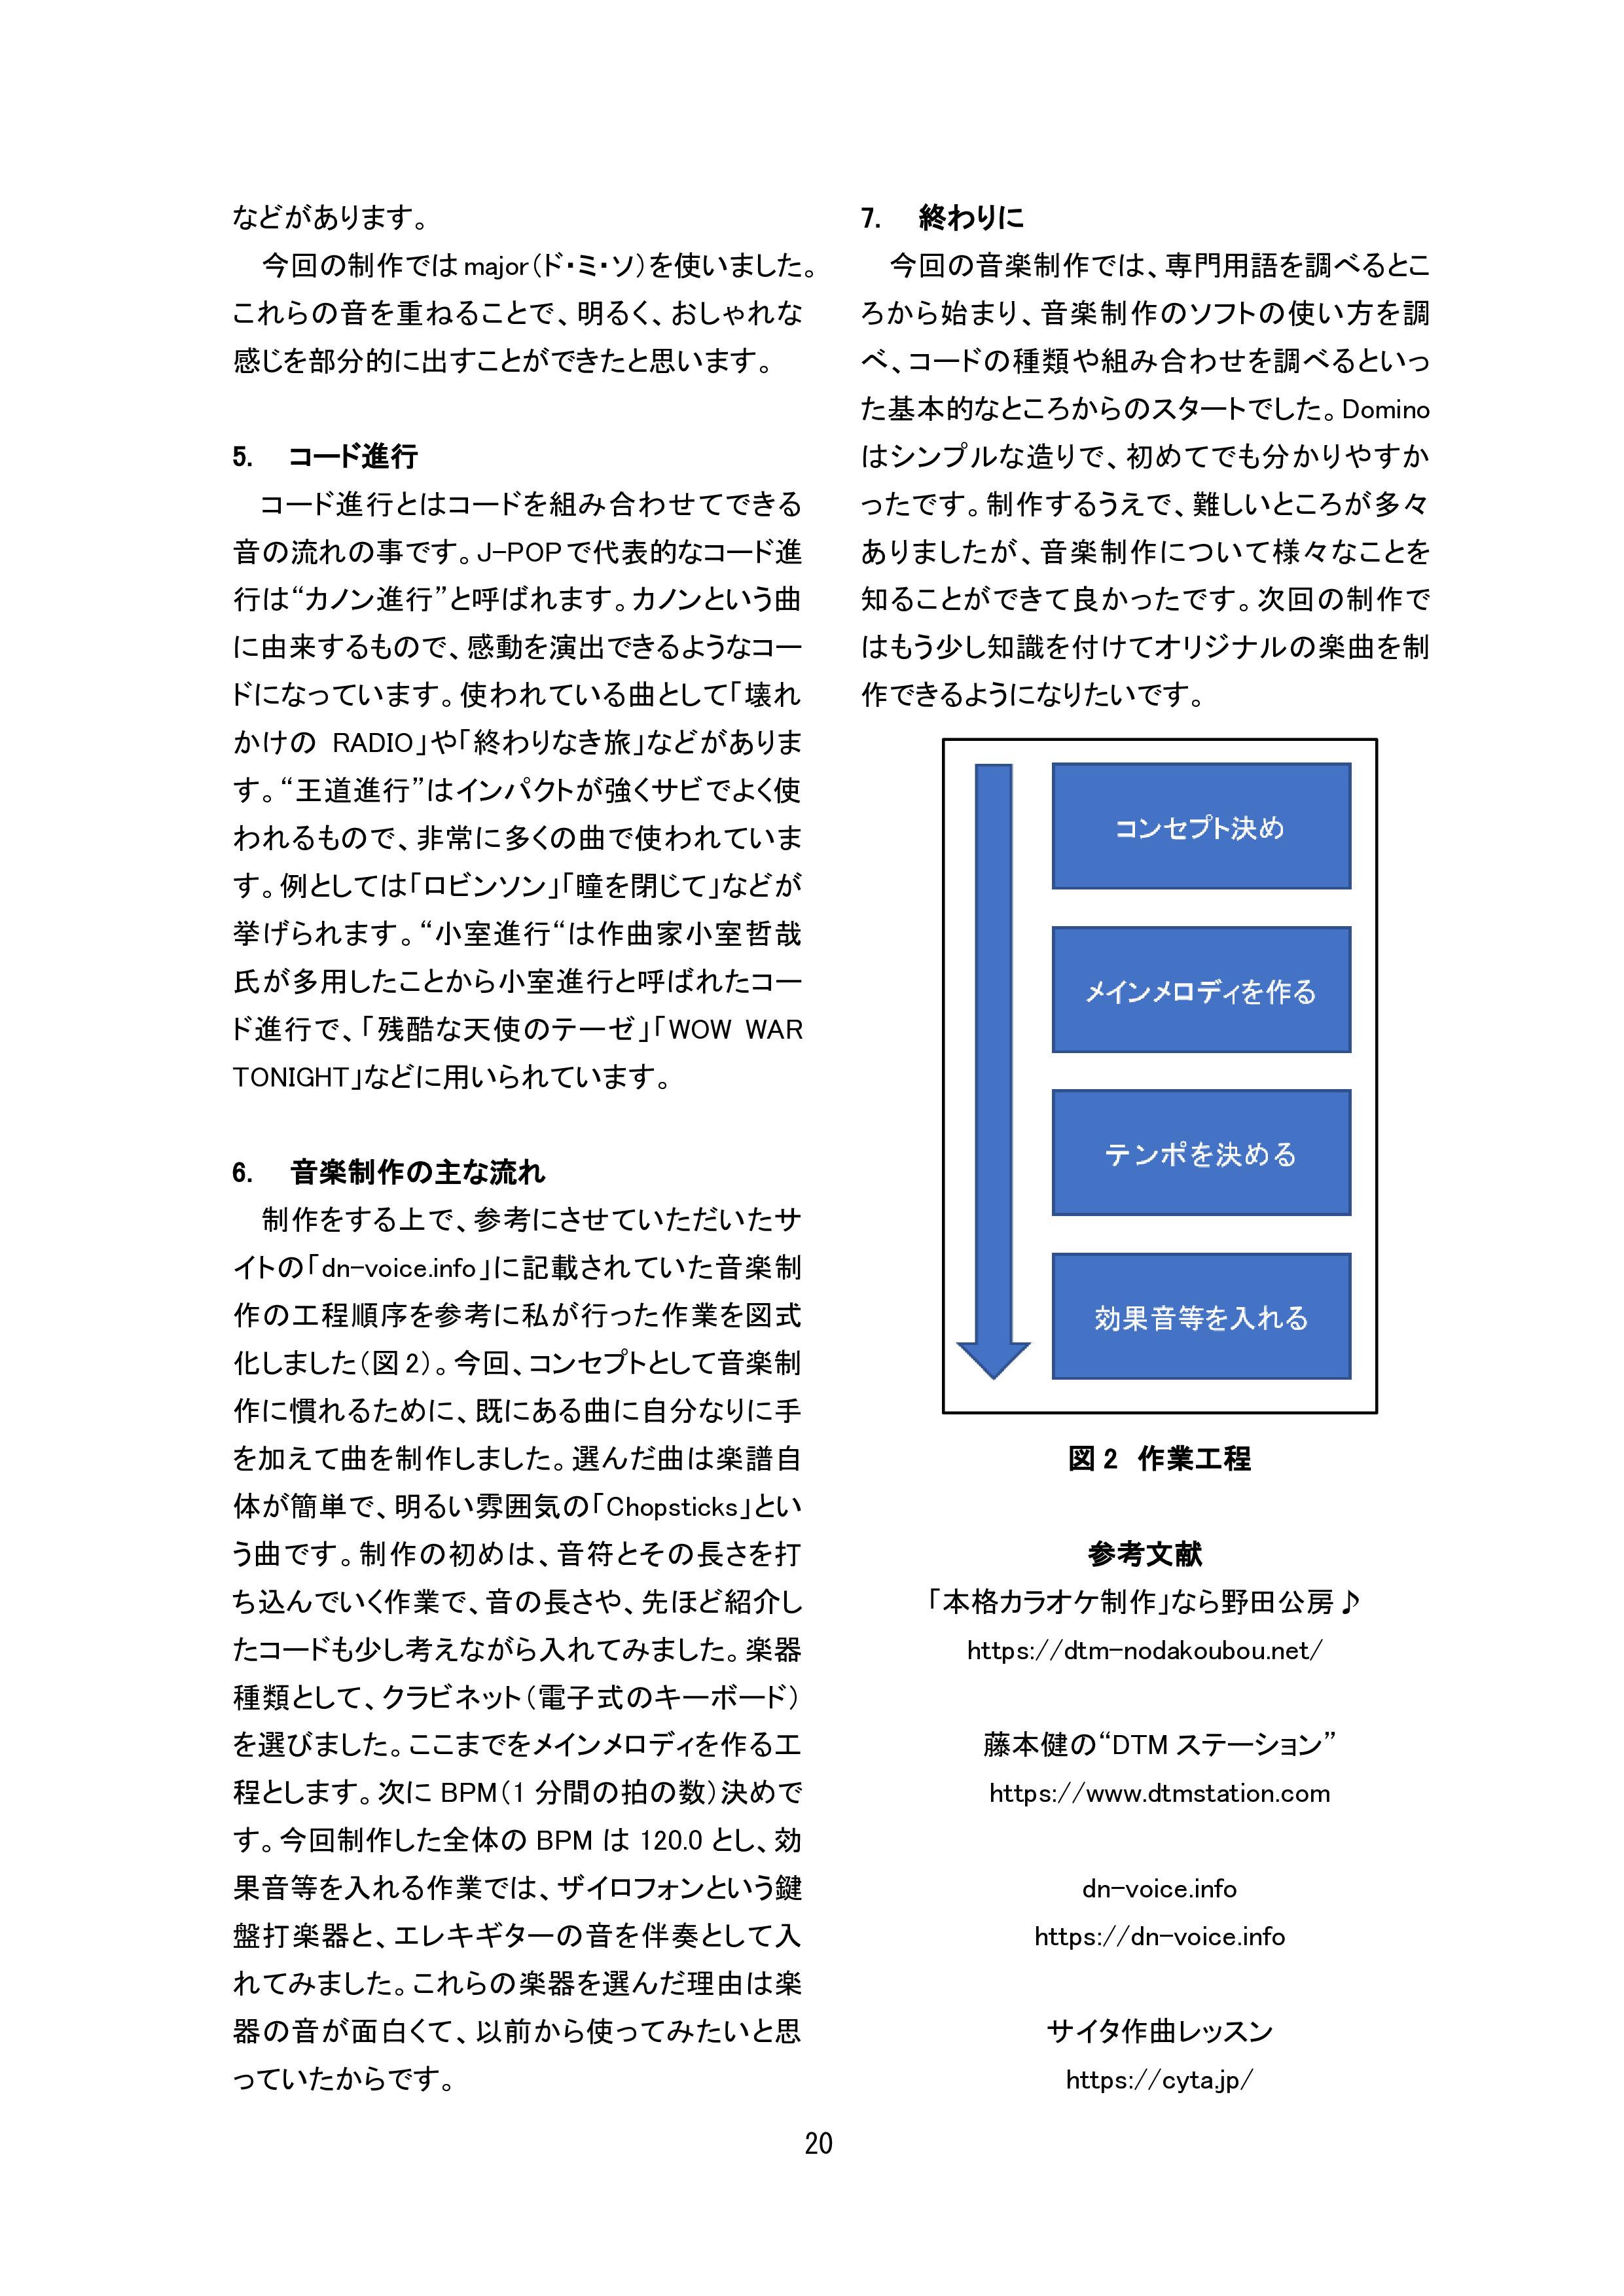 などがあります。
今回の制作では major(ド・ミ・ソ)を使いました。
これらの音を重ねることで、明るく、おしゃれな
感じを部分的に出すことができたと思います。
5. コード進行
コード進行とはコードを組み合わせてできる
音の流れの事です。J-POP で代表的なコード進
行は“カノン進行”と呼ばれます。カノンという曲
に由来するもので、感動を演出できるようなコー
ドになっています。使われている曲として「壊れ
かけの RADIO」や「終わりなき旅」などがありま
す。“王道進行”はインパクトが強くサビでよく使
われるもので、非常に多くの曲で使われていま
す。例としては「ロビンソン」「瞳を閉じて」などが
挙げられます。“小室進行“は作曲家小室哲哉
氏が多用したことから小室進行と呼ばれたコー
ド進行で、「残酷な天使のテーゼ」「WOW WAR
TONIGHT」などに用いられています。
6. 音楽制作の主な流れ
制作をする上で、参考にさせていただいたサ
イトの「dn-voice.info」に記載されていた音楽制
作の工程順序を参考に私が行った作業を図式
化しました(図 2)。今回、コンセプトとして音楽制
作に慣れるために、既にある曲に自分なりに手
を加えて曲を制作しました。選んだ曲は楽譜自
体が簡単で、明るい雰囲気の「Chopsticks」とい
う曲です。制作の初めは、音符とその長さを打
ち込んでいく作業で、音の長さや、先ほど紹介し
たコードも少し考えながら入れてみました。楽器
種類として、クラビネット(電子式のキーボード)
を選びました。ここまでをメインメロディを作る工
程とします。次に BPM(1 分間の拍の数)決めで
す。今回制作した全体の BPM は 120.0 とし、効
果音等を入れる作業では、ザイロフォンという鍵
盤打楽器と、エレキギターの音を伴奏として入
れてみました。これらの楽器を選んだ理由は楽
器の音が面白くて、以前から使ってみたいと思
っていたからです。
7. 終わりに
今回の音楽制作では、専門用語を調べるとこ
ろから始まり、音楽制作のソフトの使い方を調
べ、コードの種類や組み合わせを調べるといっ
た基本的なところからのスタートでした。Domino
はシンプルな造りで、初めてでも分かりやすか
ったです。制作するうえで、難しいところが多々
ありましたが、音楽制作について様々なことを
知ることができて良かったです。次回の制作で
はもう少し知識を付けてオリジナルの楽曲を制
作できるようになりたいです。
コンセプト決め
メインメロディを作る
テンポを決める
効果音等を入れる
図 2 作業工程
参考文献
「本格カラオケ制作」なら野田公房♪
https://dtm-nodakoubou.net/
藤本健の“DTM ステーション”
https://www.dtmstation.com
dn-voice.info
https://dn-voice.info
サイタ作曲レッスン
https://cyta.jp/
20